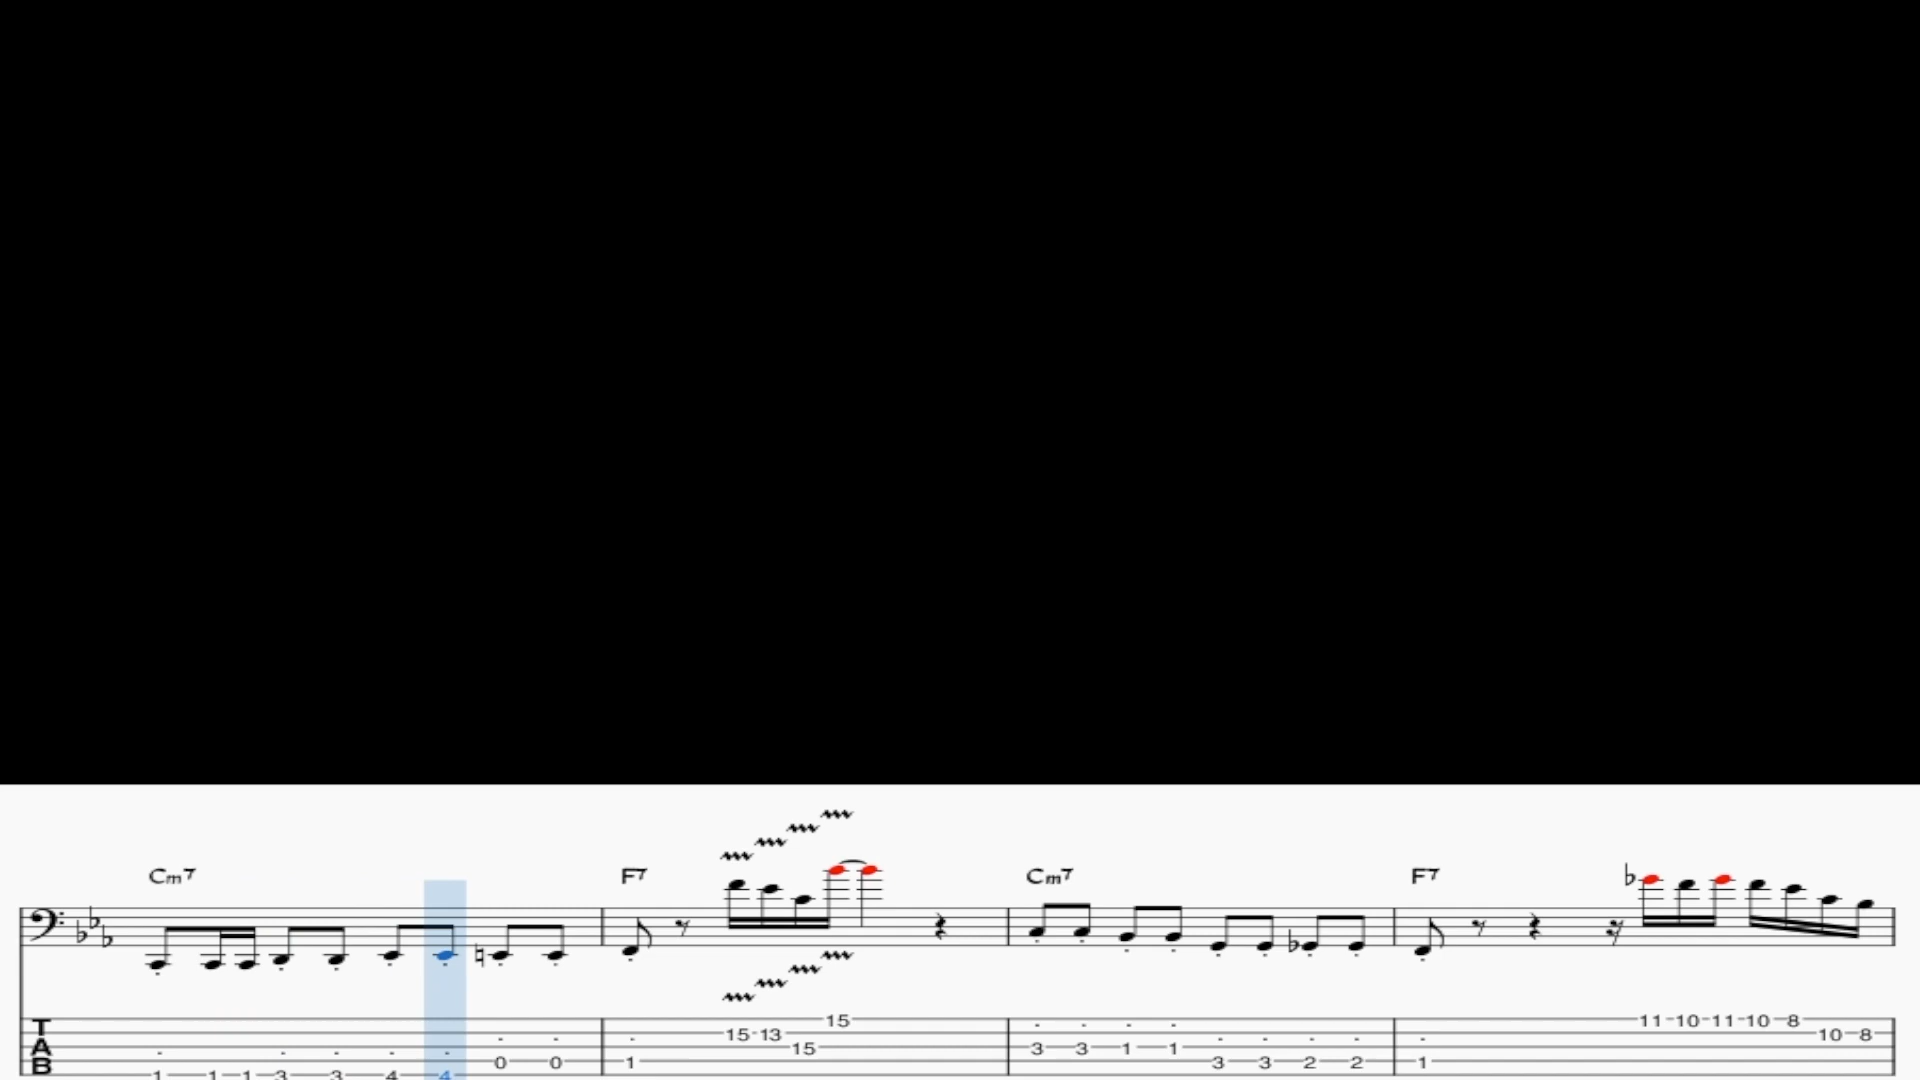 Cm7 F7 Cm7 F7
T 15 11 10 11 10 8
15 13 10 8
A 15 3 3 1 1
B 0 0 1 3 3 2 2 1
1 1 1 3 3 4 4